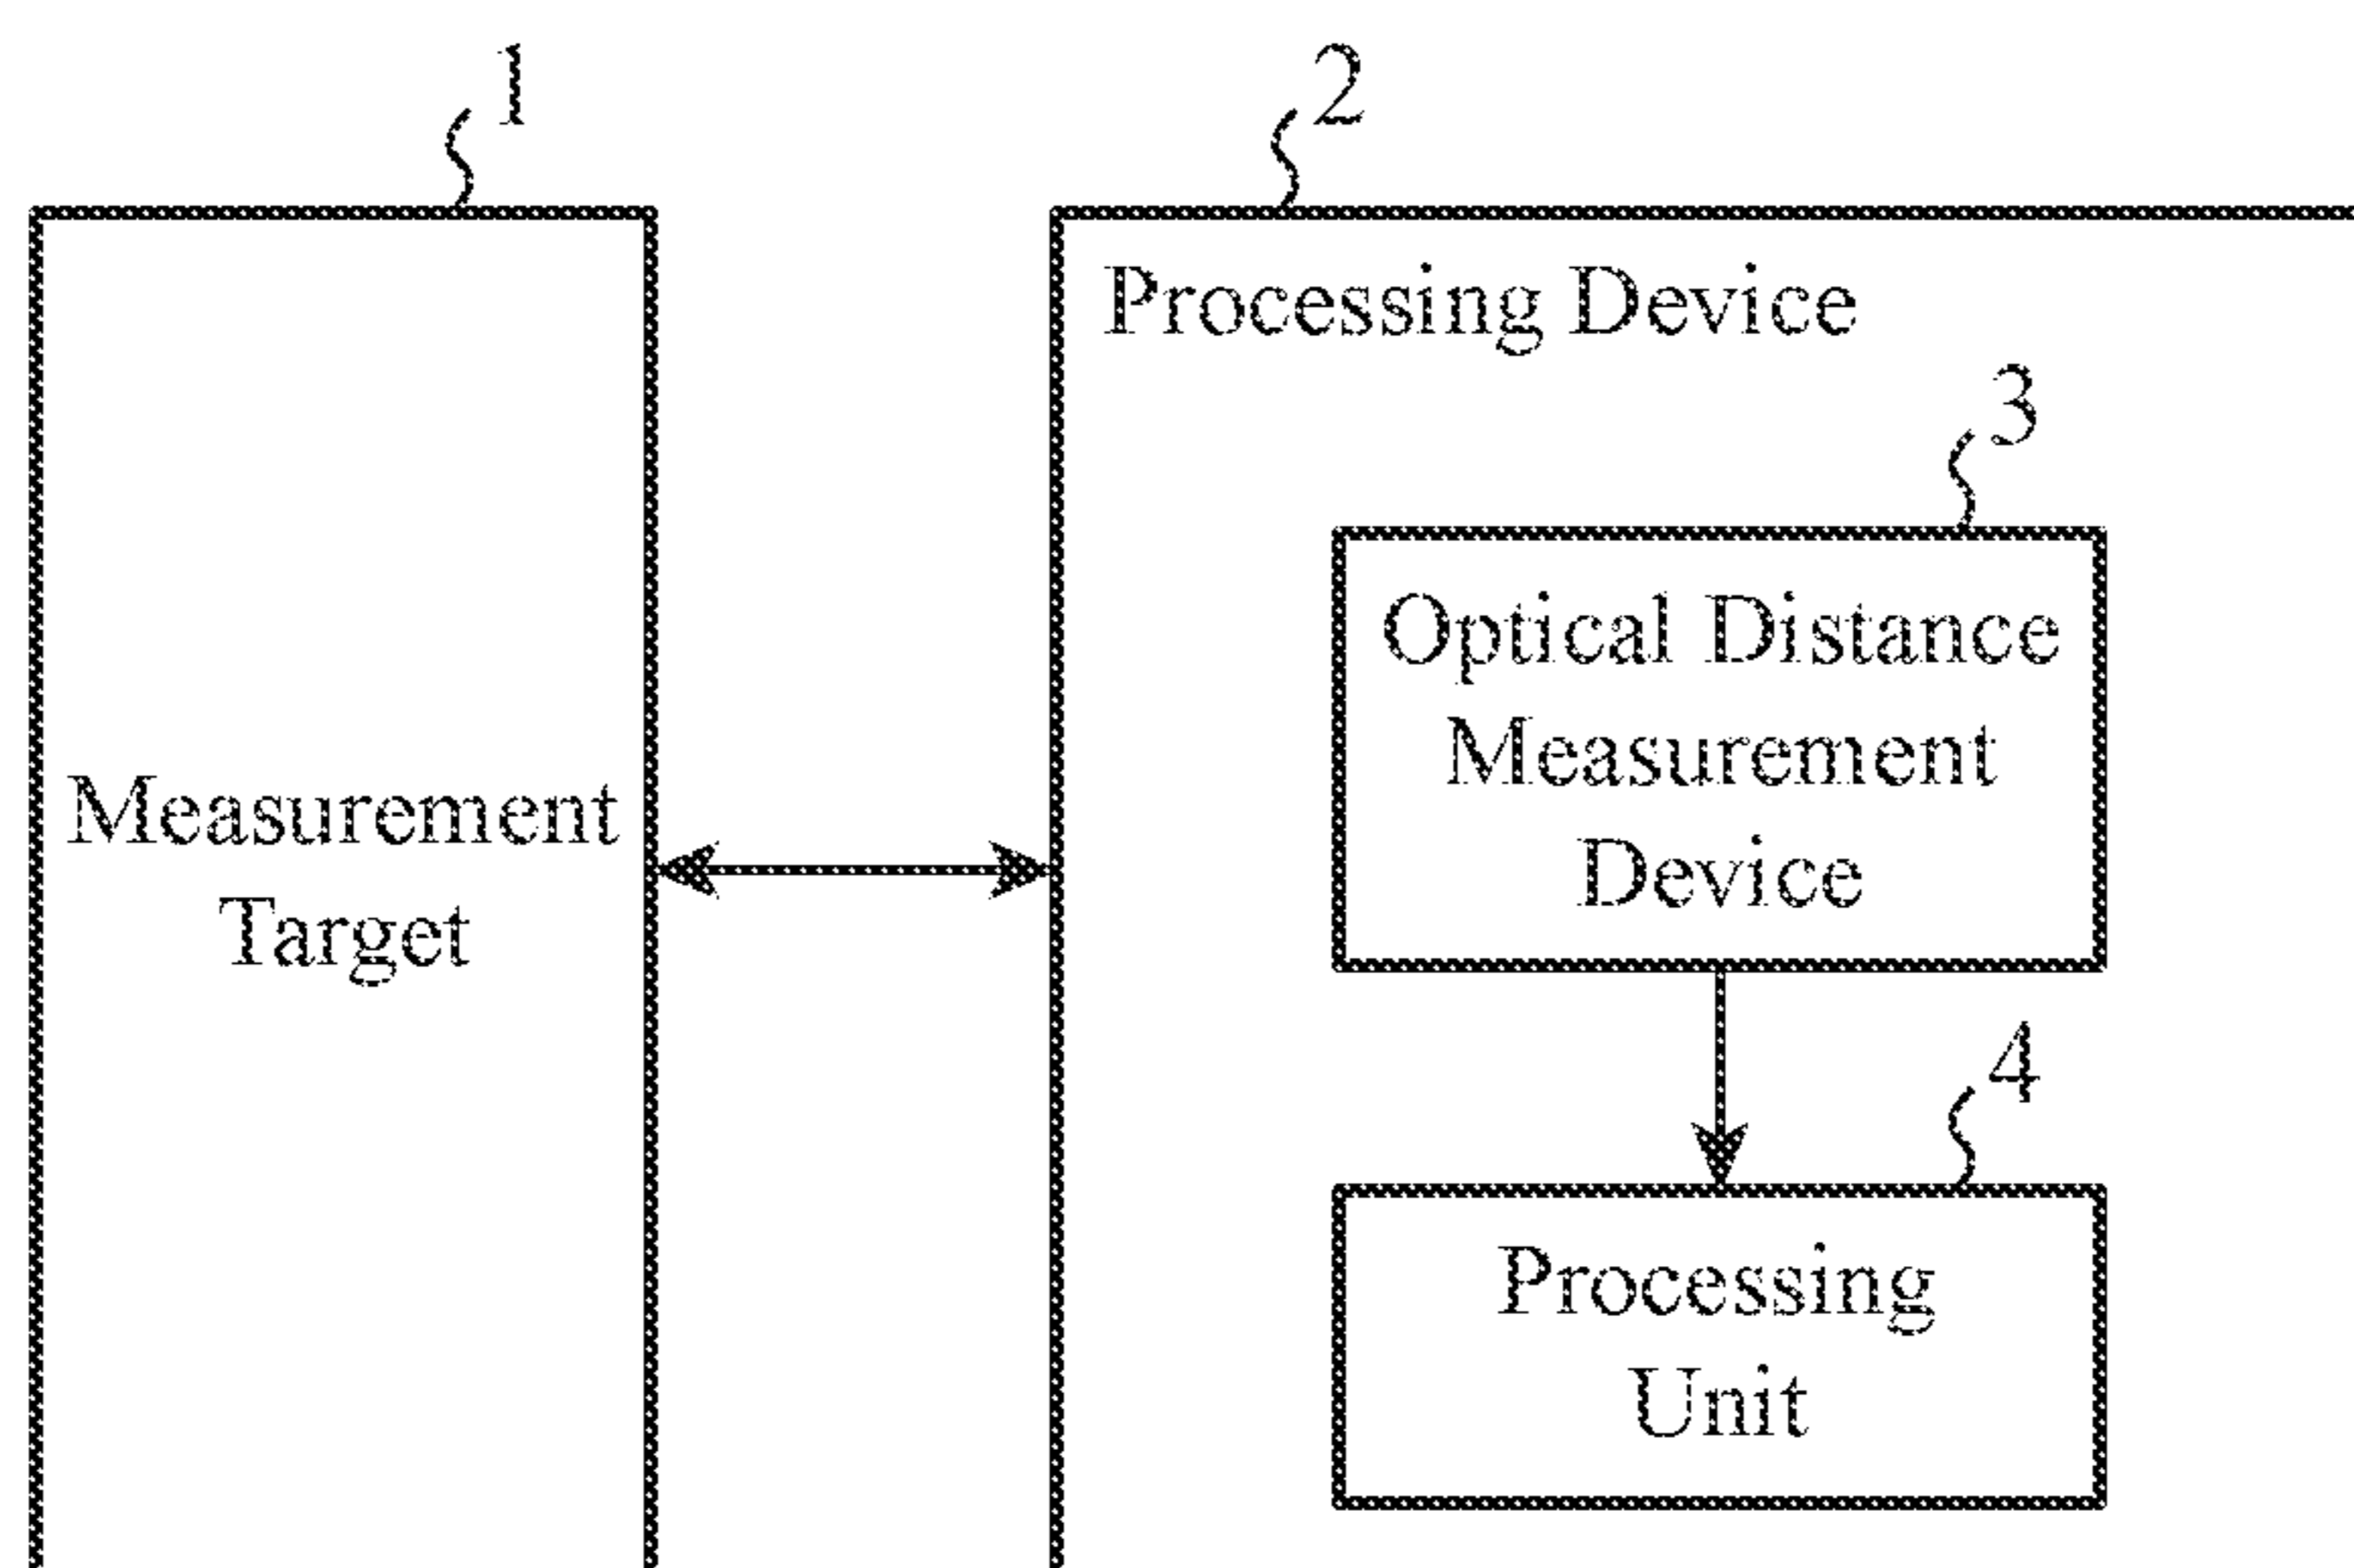 1
2
Processing Device
3
Optical Distance
Measurement
Device
Measurement
Target
4
Processing
Unit